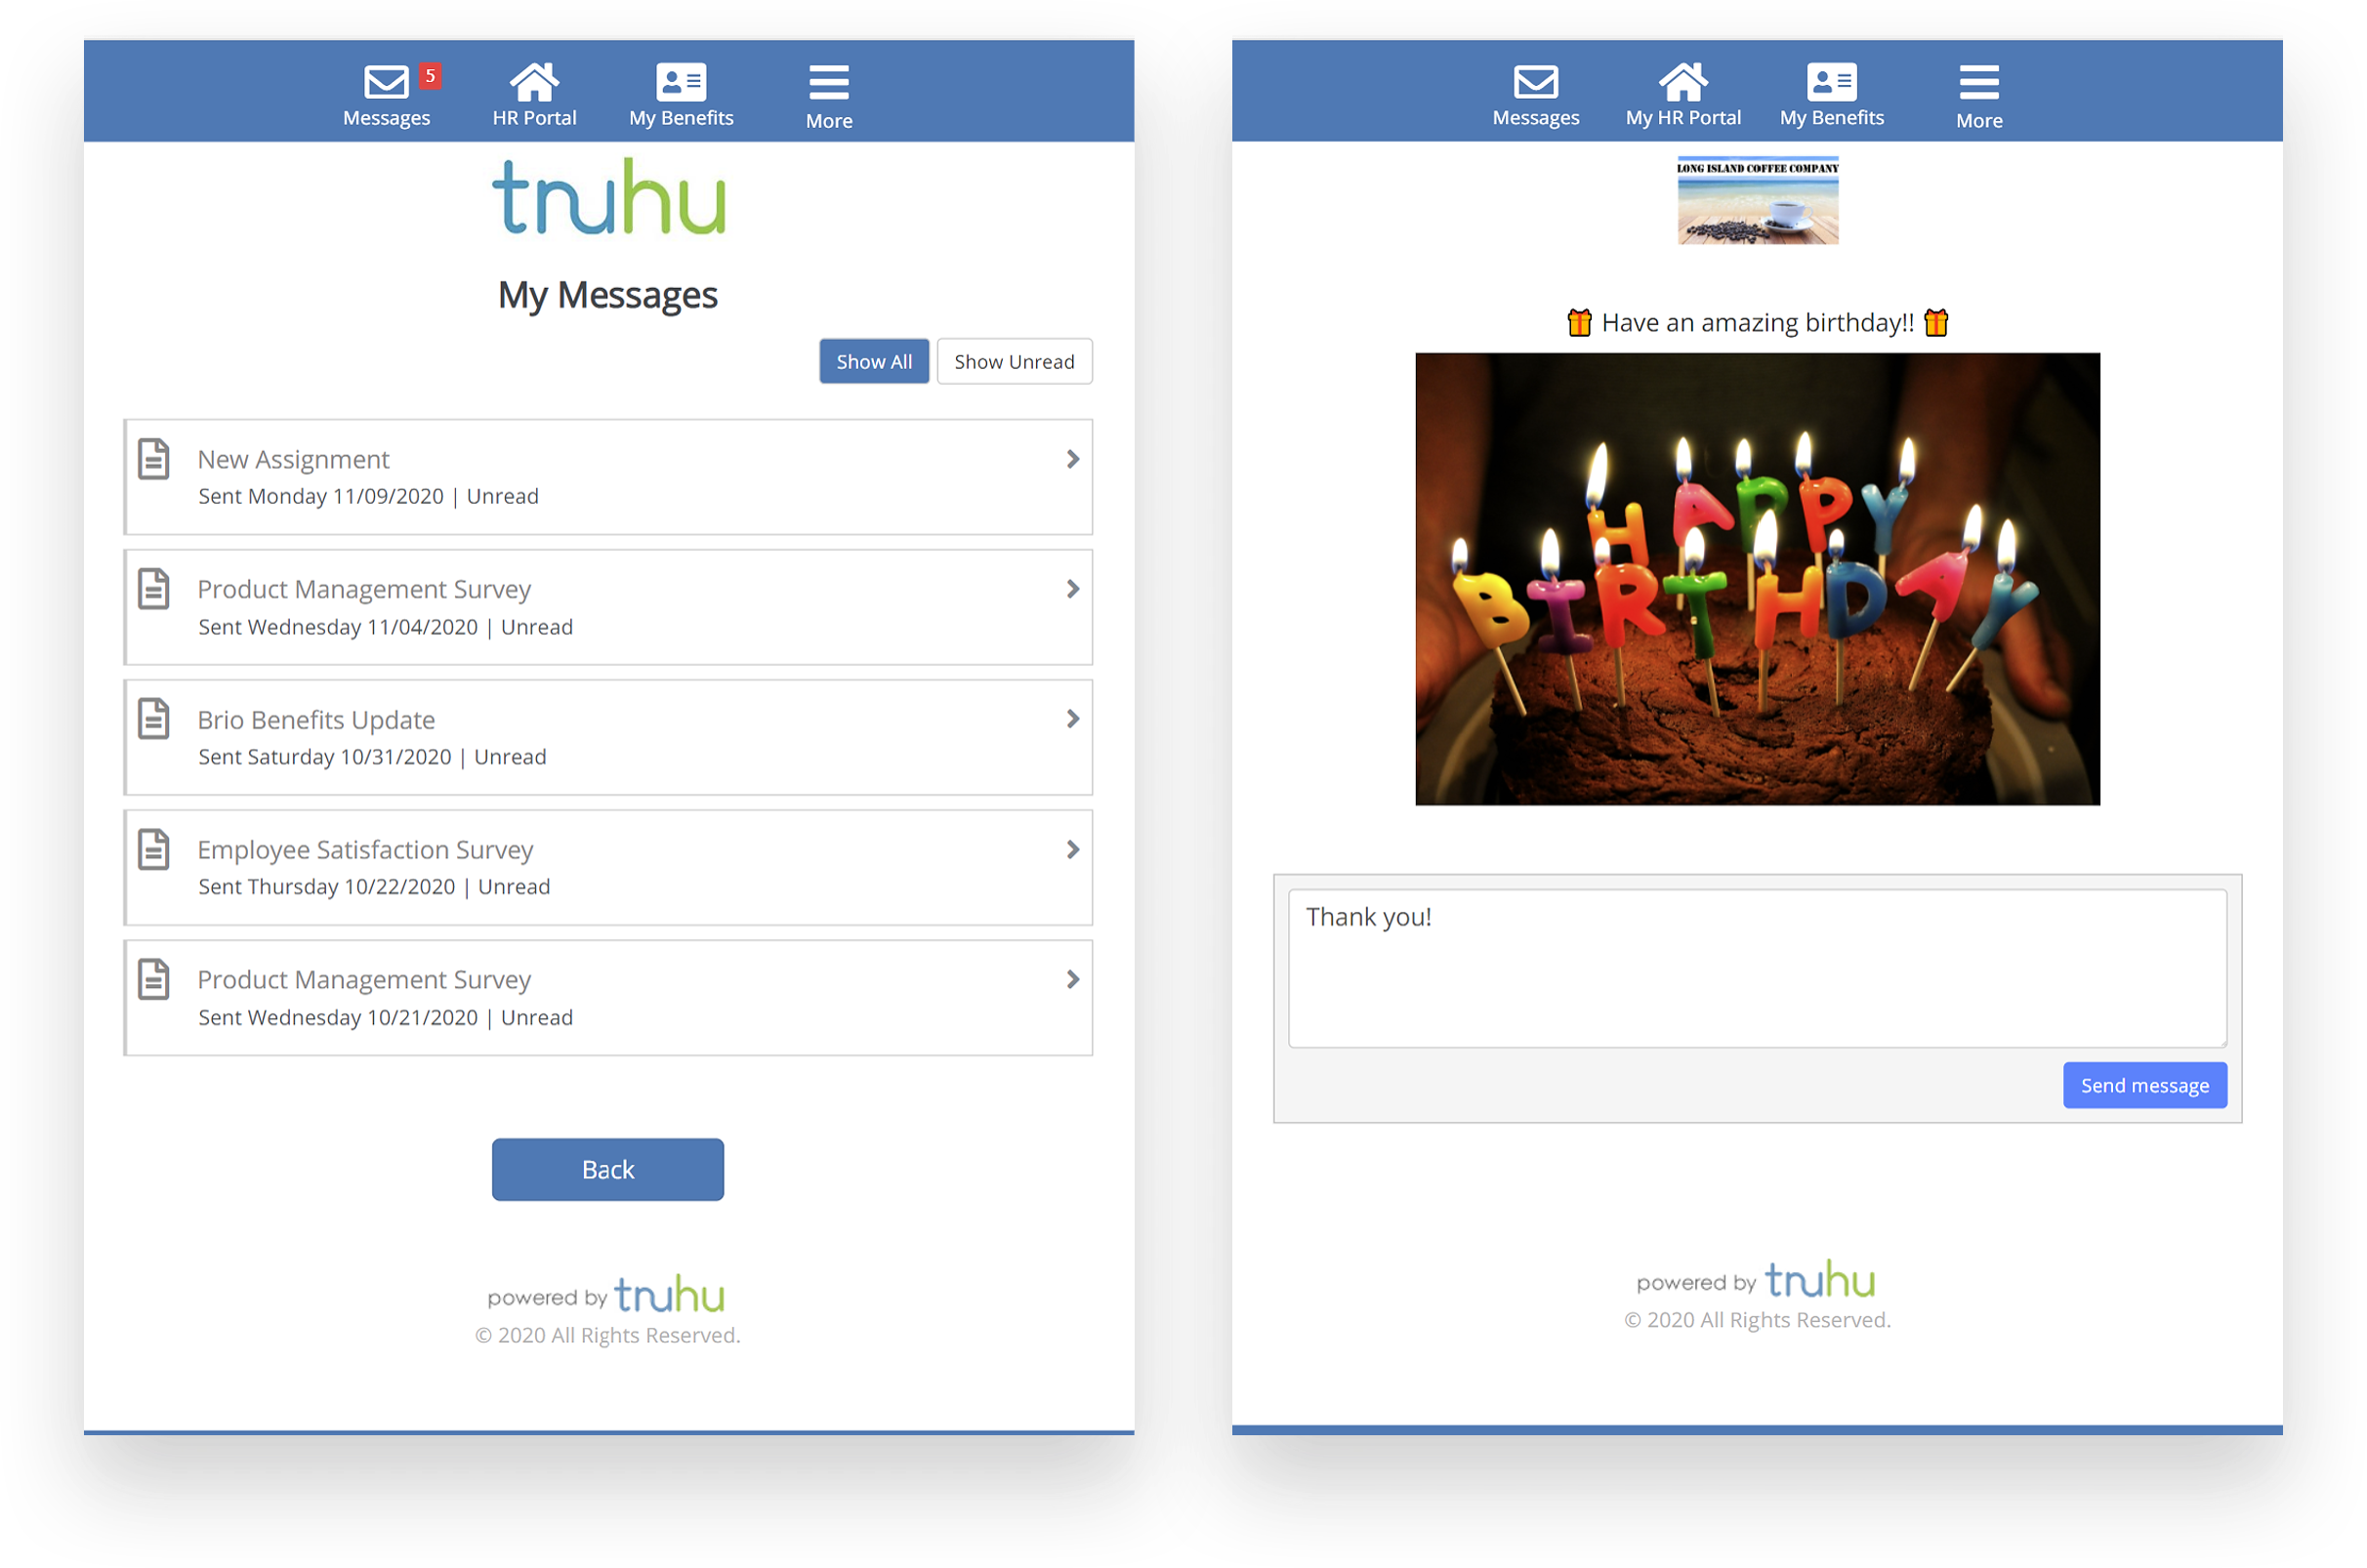 Messages 5 HR Portal My Benefits More
truhu
My Messages
Show All Show Unread
New Assignment
Sent Monday 11/09/2020 | Unread
Product Management Survey
Sent Wednesday 11/04/2020 | Unread
Brio Benefits Update
Sent Saturday 10/31/2020 | Unread
Employee Satisfaction Survey
Sent Thursday 10/22/2020 | Unread
Product Management Survey
Sent Wednesday 10/21/2020 | Unread
Back
powered by truhu
© 2020 All Rights Reserved.
Messages My HR Portal My Benefits More
LONG ISLAND COFFEE COMPANY
🎁 Have an amazing birthday!! 🎁
HAPPY
BIRTHDAY
Thank you!
Send message
powered by truhu
© 2020 All Rights Reserved.